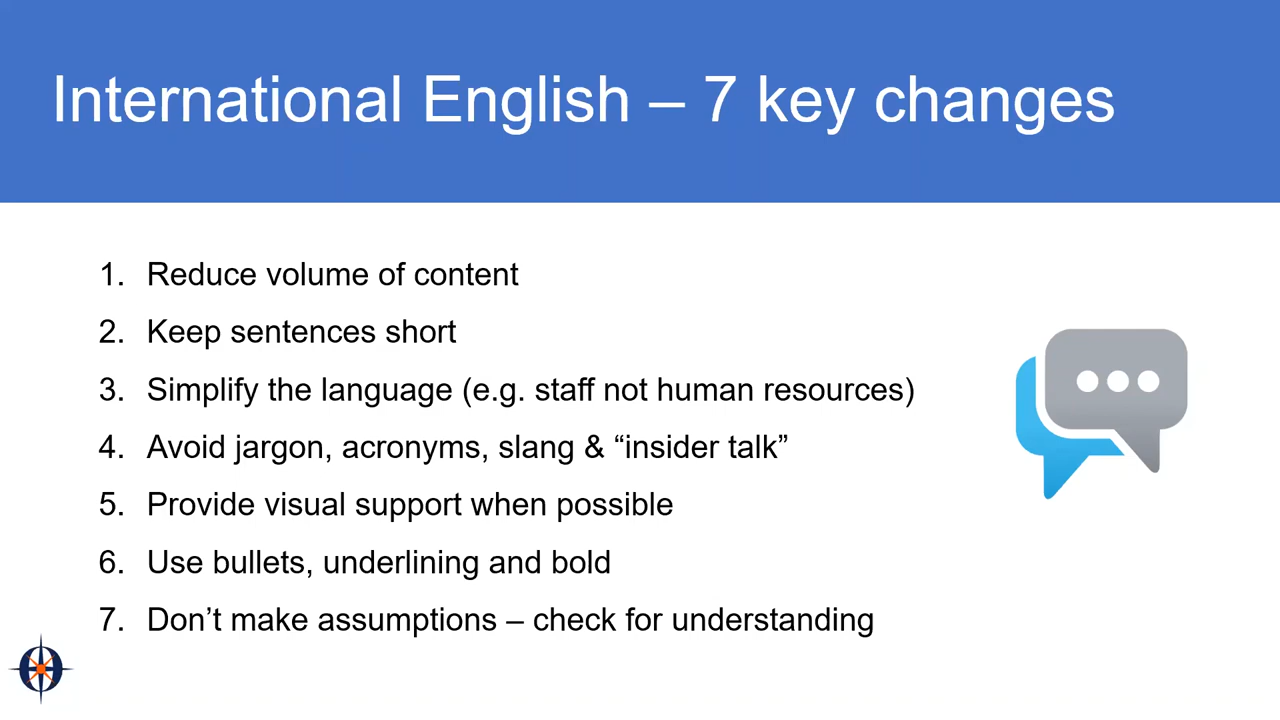 International English – 7 key changes
1. Reduce volume of content
2. Keep sentences short
3. Simplify the language (e.g. staff not human resources)
4. Avoid jargon, acronyms, slang & “insider talk”
5. Provide visual support when possible
6. Use bullets, underlining and bold
7. Don’t make assumptions – check for understanding